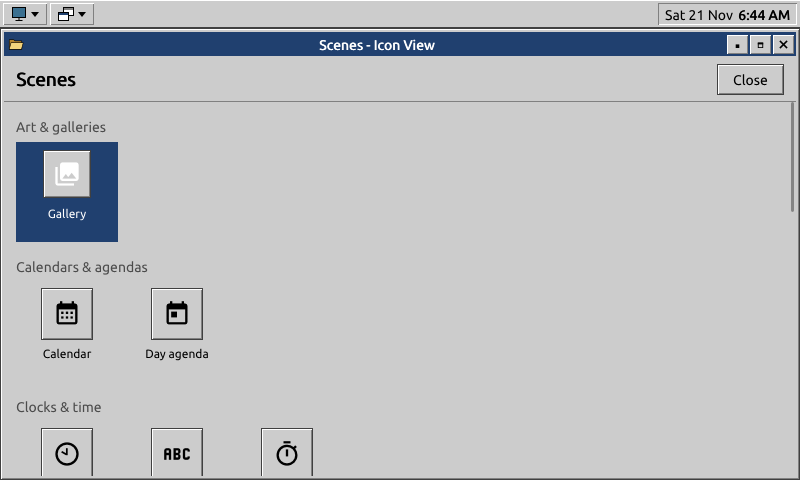 Sat 21 Nov 6:44 AM
Scenes - Icon View
Scenes
Close
Art & galleries
Gallery
Calendars & agendas
Calendar
Day agenda
Clocks & time
ABC